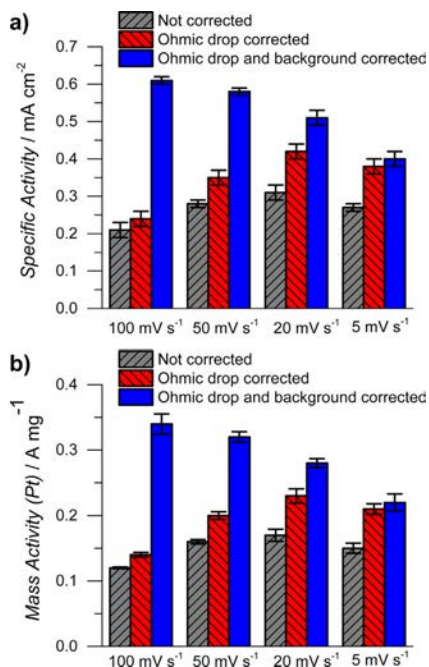 a)
Not corrected
Ohmic drop corrected
Ohmic drop and background corrected
Specific Activity / mA cm⁻²
0.7
0.6
0.5
0.4
0.3
0.2
0.1
0.0
100 mV s⁻¹ 50 mV s⁻¹ 20 mV s⁻¹ 5 mV s⁻¹
b)
Not corrected
Ohmic drop corrected
Ohmic drop and background corrected
Mass Activity (Pt) / A mg⁻¹
0.4
0.3
0.2
0.1
0.0
100 mV s⁻¹ 50 mV s⁻¹ 20 mV s⁻¹ 5 mV s⁻¹